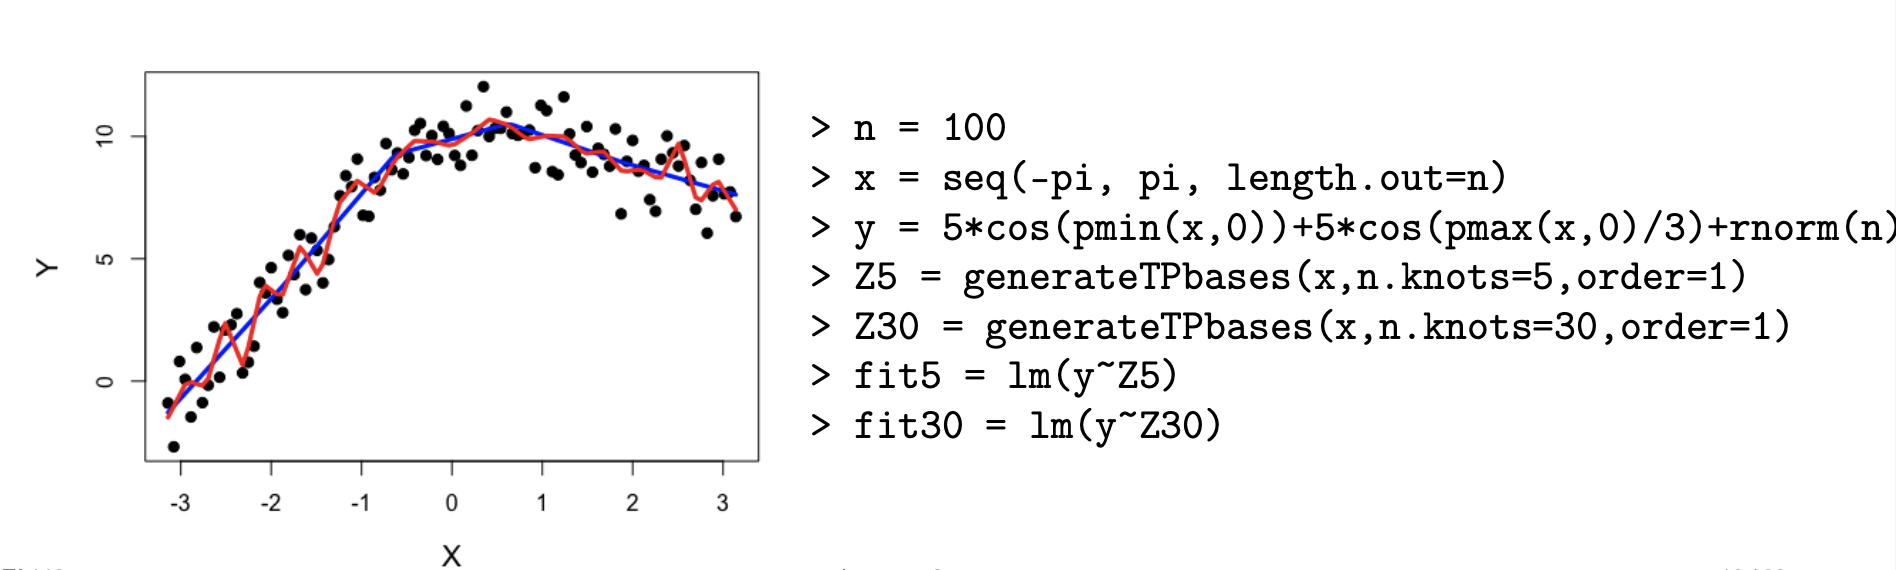 10
5
0
Y
-3 -2 -1 0 1 2 3
X
> n = 100
> x = seq(-pi, pi, length.out=n)
> y = 5*cos(pmin(x,0))+5*cos(pmax(x,0)/3)+rnorm(n)
> Z5 = generateTPbases(x,n.knots=5,order=1)
> Z30 = generateTPbases(x,n.knots=30,order=1)
> fit5 = lm(y~Z5)
> fit30 = lm(y~Z30)